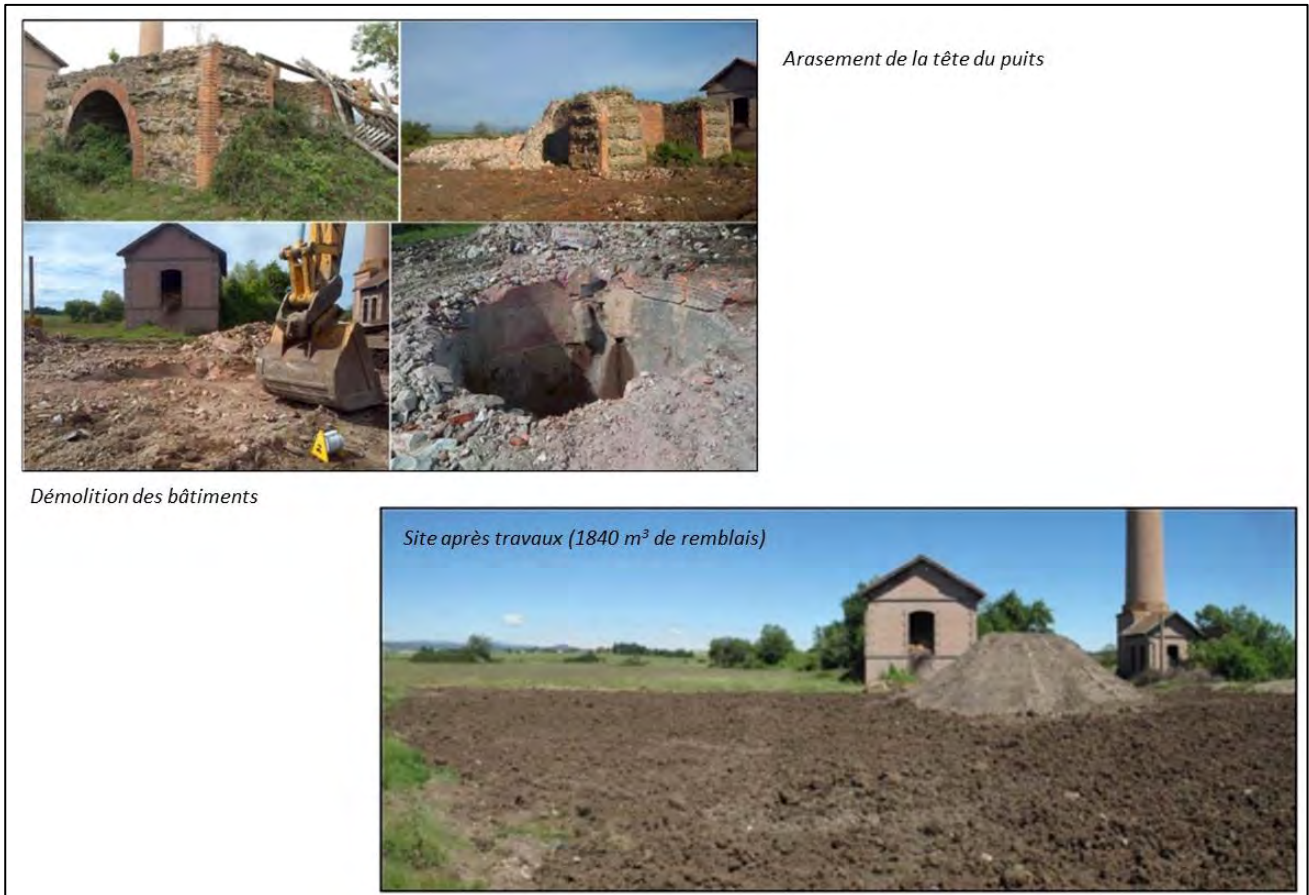 Arasement de la tête du puits
Démolition des bâtiments
Site après travaux (1840 m³ de remblais)